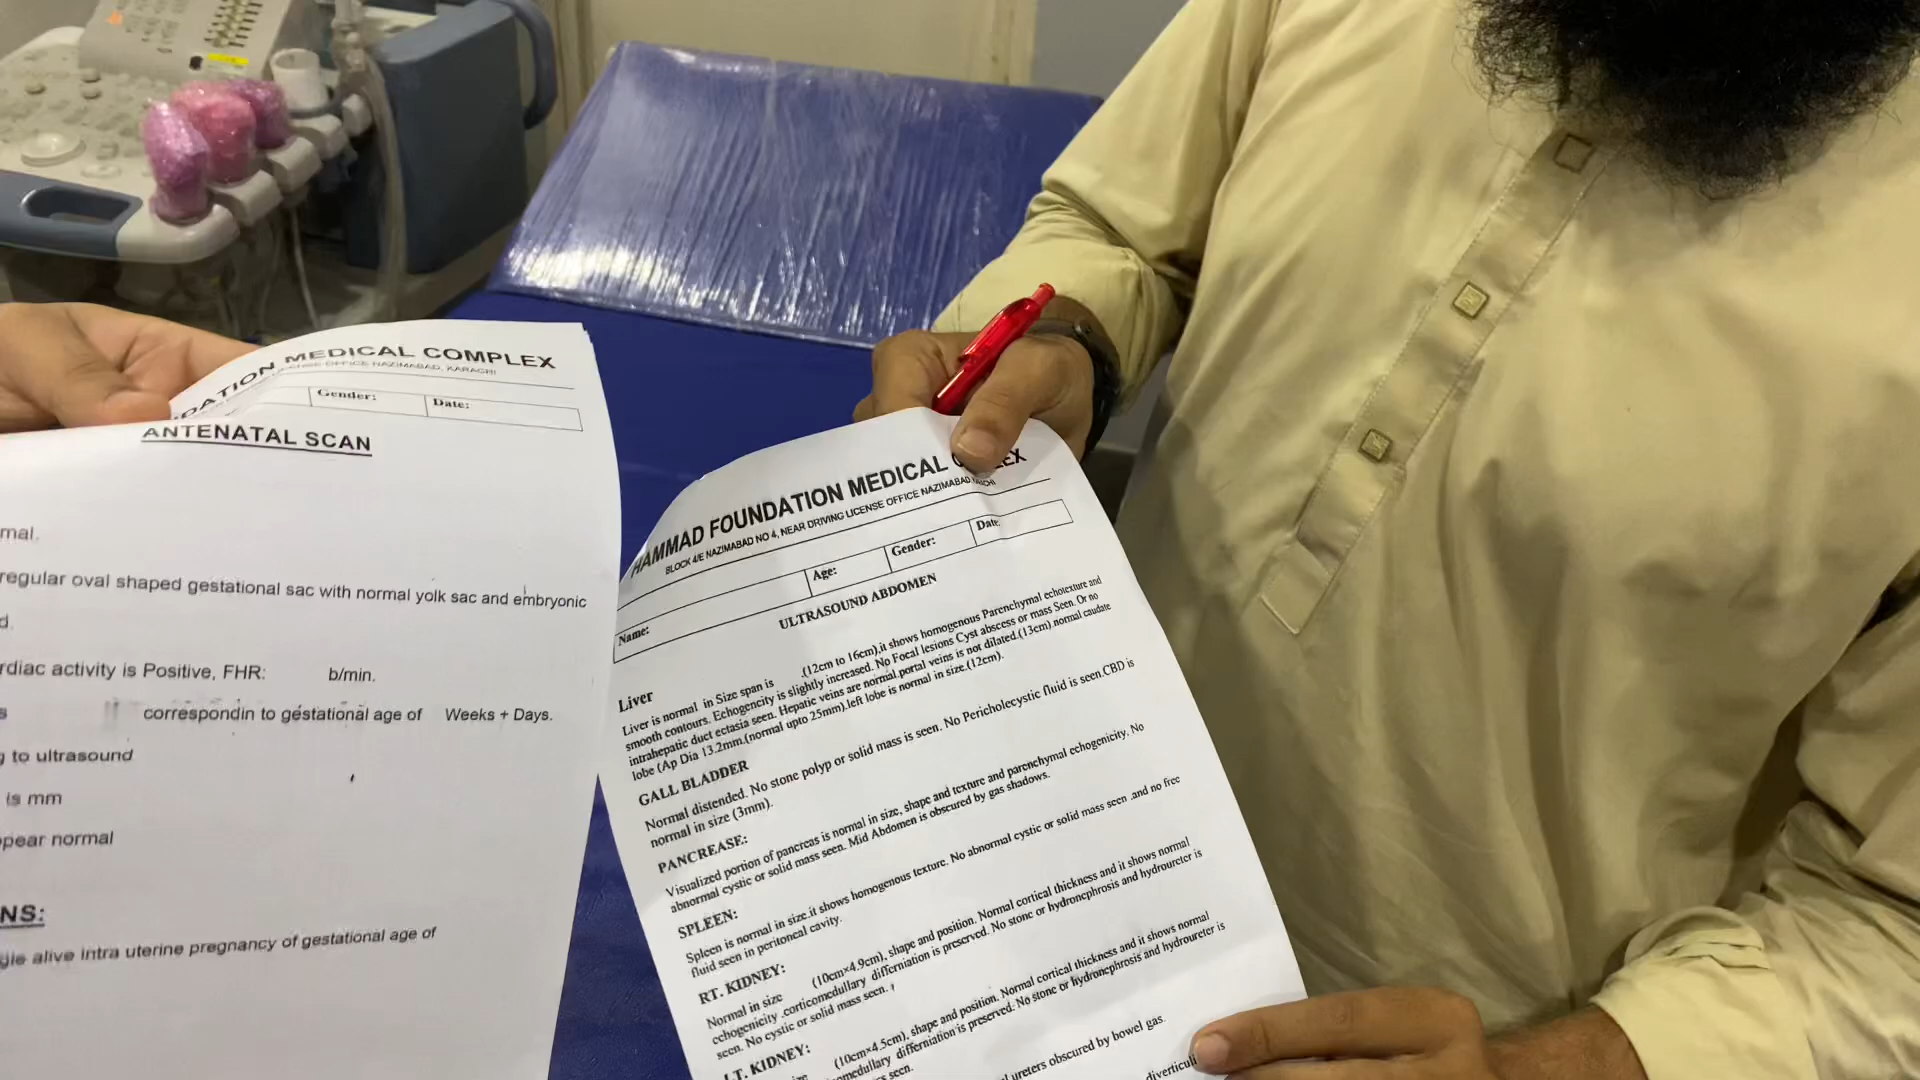 DATION MEDICAL COMPLEX
LICENSE OFFICE NAZIMABAD, KARACHI
Gender: Date:
ANTENATAL SCAN
rmal.
regular oval shaped gestational sac with normal yolk sac and embryonic
d.
rdiac activity is Positive, FHR: b/min.
s correspondin to gestational age of Weeks + Days.
g to ultrasound
is mm
ppear normal
NS:
gle alive intra uterine pregnancy of gestational age of
HAMMAD FOUNDATION MEDICAL EX
BLOCK 4/E NAZIMABAD NO 4, NEAR DRIVING LICENSE OFFICE NAZIMABAD
Name: Age: Gender: Date:
ULTRASOUND ABDOMEN
Liver
Liver is normal in Size span is .(12cm to 16cm),it shows homogenous Parenchymal echotexture and
smooth contours. Echogenicity is slightly increased. No Focal lesions Cyst abscess or mass Seen. Or no
intrahepatic duct ectasia seen. Hepatic veins are normal.portal veins is not dilated.(13cm).normal caudate
lobe (Ap Dia 13.2mm.(normal upto 25mm).left lobe is normal in size.(12cm).
GALL BLADDER
Normal distended. No stone polyp or solid mass is seen. No Pericholecystic fluid is seen.CBD is
normal in size (3mm).
PANCREASE:
Visualized portion of pancreas is normal in size, shape and texture and parenchymal echogenicity. No
abnormal cystic or solid mass seen. Mid Abdomen is obscured by gas shadows.
SPLEEN:
Spleen is normal in size.it shows homogenous texture. No abnormal cystic or solid mass seen .and no free
fluid seen in peritoneal cavity.
RT. KIDNEY:
Normal in size (10cm×4.9cm), shape and position. Normal cortical thickness and it shows normal
echogenicity .corticomedullary differniation is preserved. No stone or hydronephrosis and hydroureter is
seen. No cystic or solid mass seen.
LT. KIDNEY:
ize (10cm×4.5cm), shape and position. Normal cortical thickness and it shows normal
omedullary differniation is preserved. No stone or hydronephrosis and hydroureter is
ss seen.
l ureters obscured by bowel gas.
diverticuli